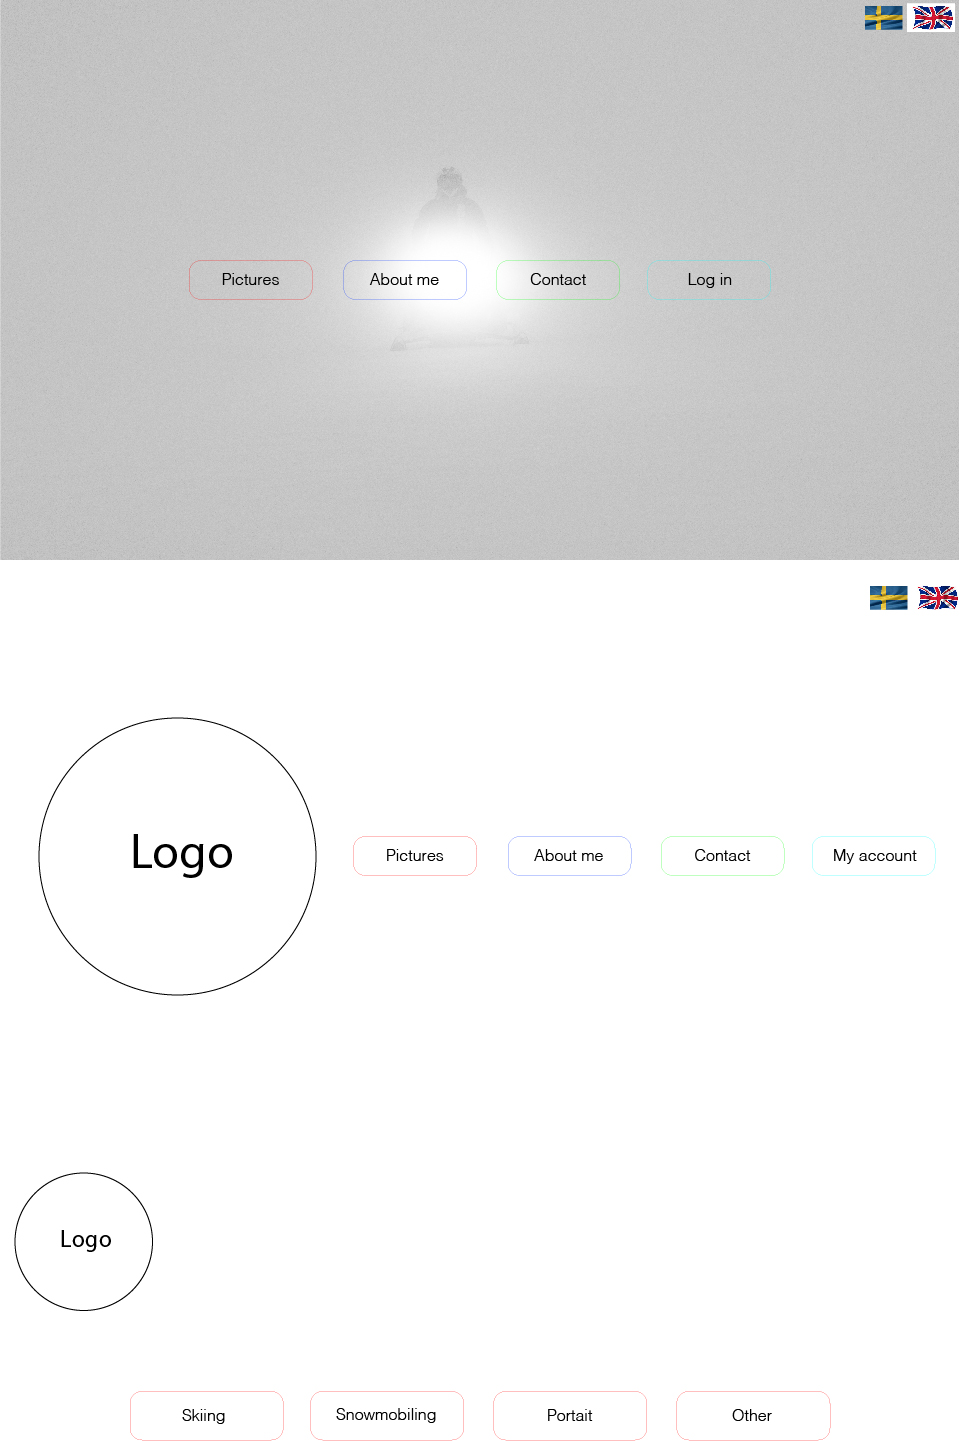 Pictures
About me
Contact
Log in
Logo
Pictures
About me
Contact
My account
Logo
Skiing
Snowmobiling
Portait
Other